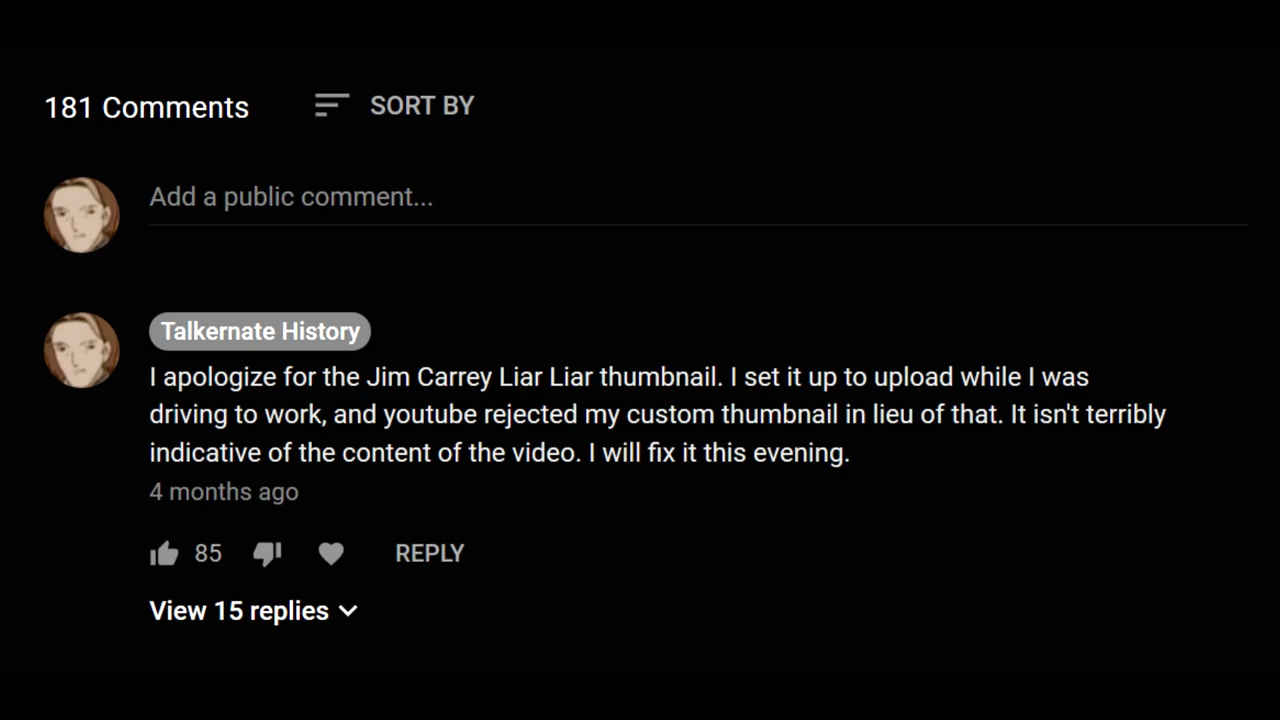 181 Comments
SORT BY
Add a public comment...
Talkernate History
I apologize for the Jim Carrey Liar Liar thumbnail. I set it up to upload while I was
driving to work, and youtube rejected my custom thumbnail in lieu of that. It isn't terribly
indicative of the content of the video. I will fix it this evening.
4 months ago
85
REPLY
View 15 replies